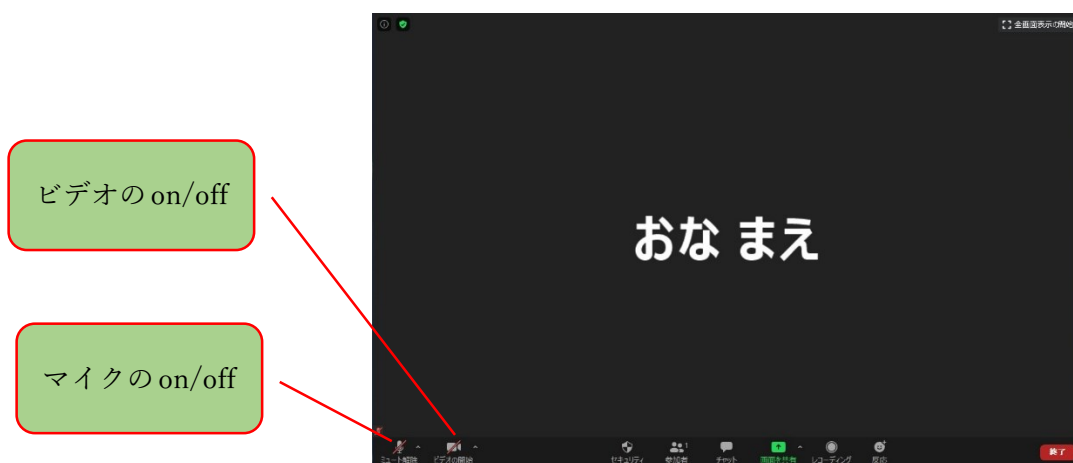 全画面表示の開始
ビデオの on/off
おな まえ
マイクの on/off
1
ミュート解除
ビデオの開始
セキュリティ
参加者
チャット
画面を共有
レコーディング
反応
終了